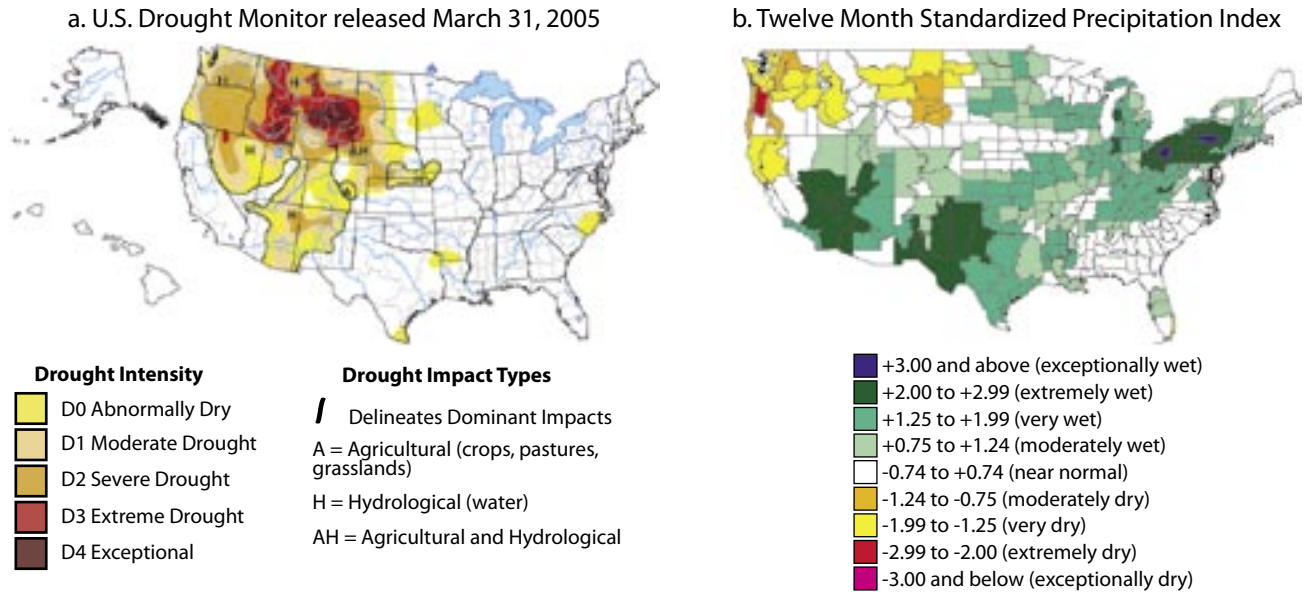 a. U.S. Drought Monitor released March 31, 2005
b. Twelve Month Standardized Precipitation Index
Drought Intensity
D0 Abnormally Dry
D1 Moderate Drought
D2 Severe Drought
D3 Extreme Drought
D4 Exceptional
Drought Impact Types
Delineates Dominant Impacts
A = Agricultural (crops, pastures,
grasslands)
H = Hydrological (water)
AH = Agricultural and Hydrological
+3.00 and above (exceptionally wet)
+2.00 to +2.99 (extremely wet)
+1.25 to +1.99 (very wet)
+0.75 to +1.24 (moderately wet)
-0.74 to +0.74 (near normal)
-1.24 to -0.75 (moderately dry)
-1.99 to -1.25 (very dry)
-2.99 to -2.00 (extremely dry)
-3.00 and below (exceptionally dry)